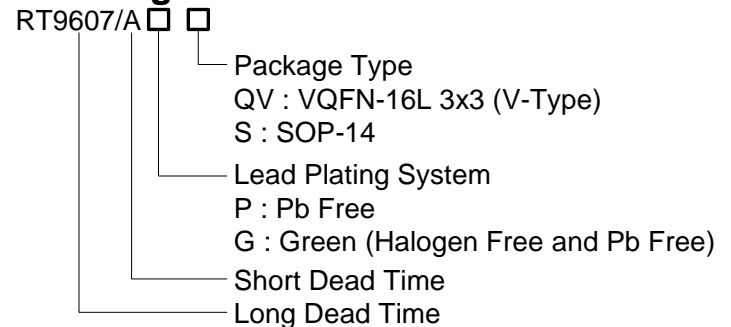 RT9607/A
Package Type
QV : VQFN-16L 3x3 (V-Type)
S : SOP-14
Lead Plating System
P : Pb Free
G : Green (Halogen Free and Pb Free)
Short Dead Time
Long Dead Time